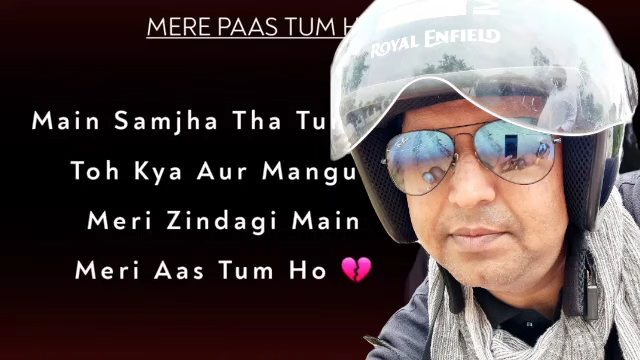 MERE PAAS TUM
ROYAL ENFIELD
Main Samjha Tha
Toh Kya Aur Mangu
Meri Zindagi Main
Meri Aas Tum Ho 💔